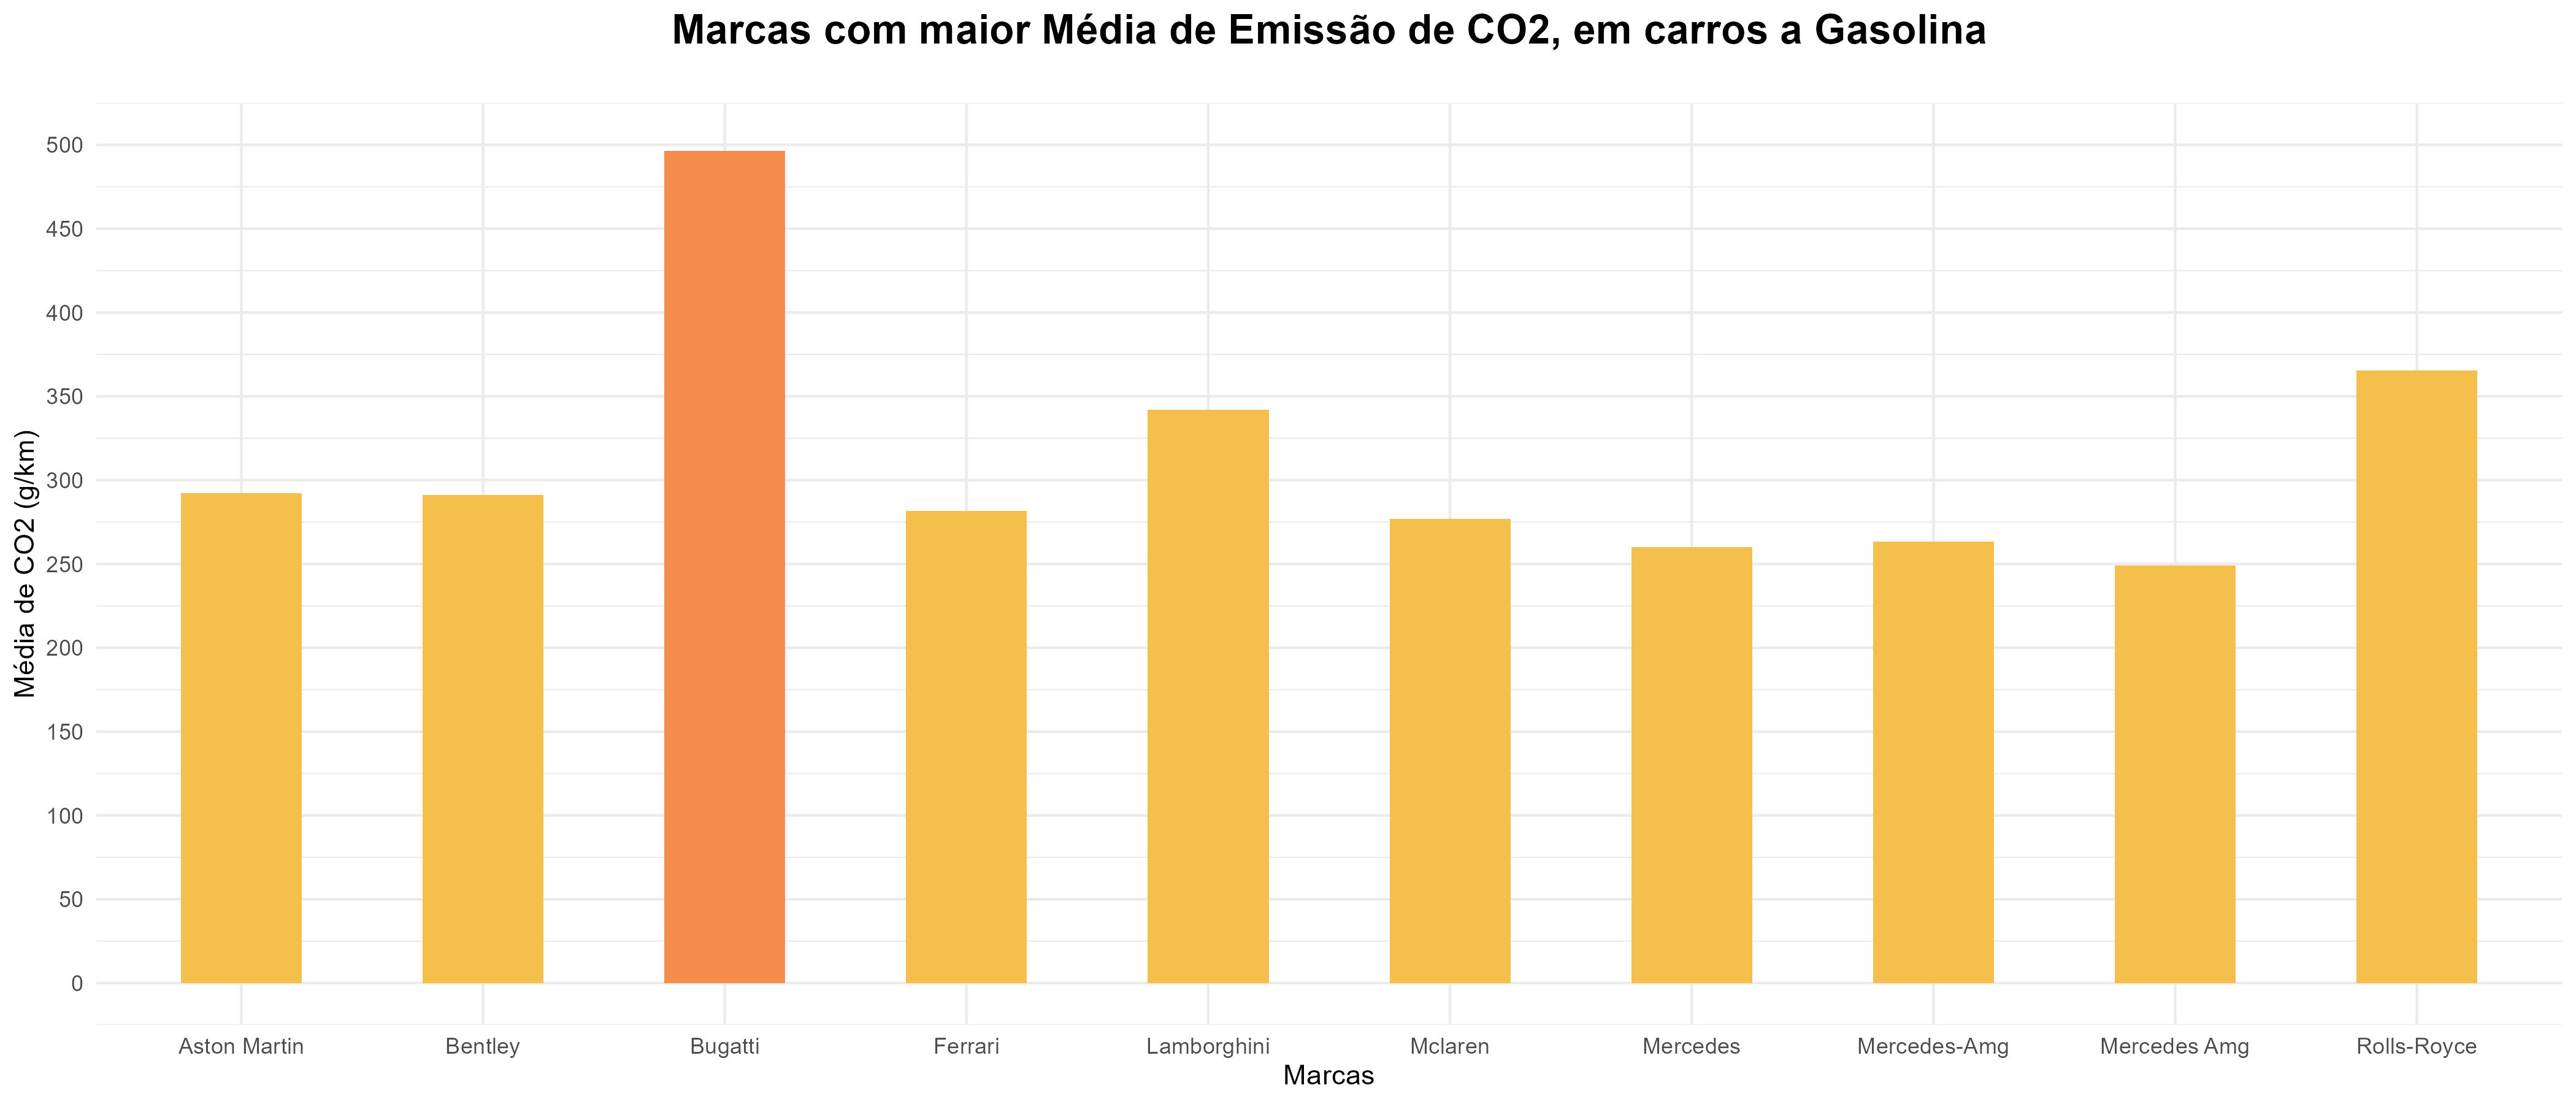 Marcas com maior Média de Emissão de CO2, em carros a Gasolina
Média de CO2 (g/km)
500
450
400
350
300
250
200
150
100
50
0
Aston Martin
Bentley
Bugatti
Ferrari
Lamborghini
Mclaren
Mercedes
Mercedes-Amg
Mercedes Amg
Rolls-Royce
Marcas